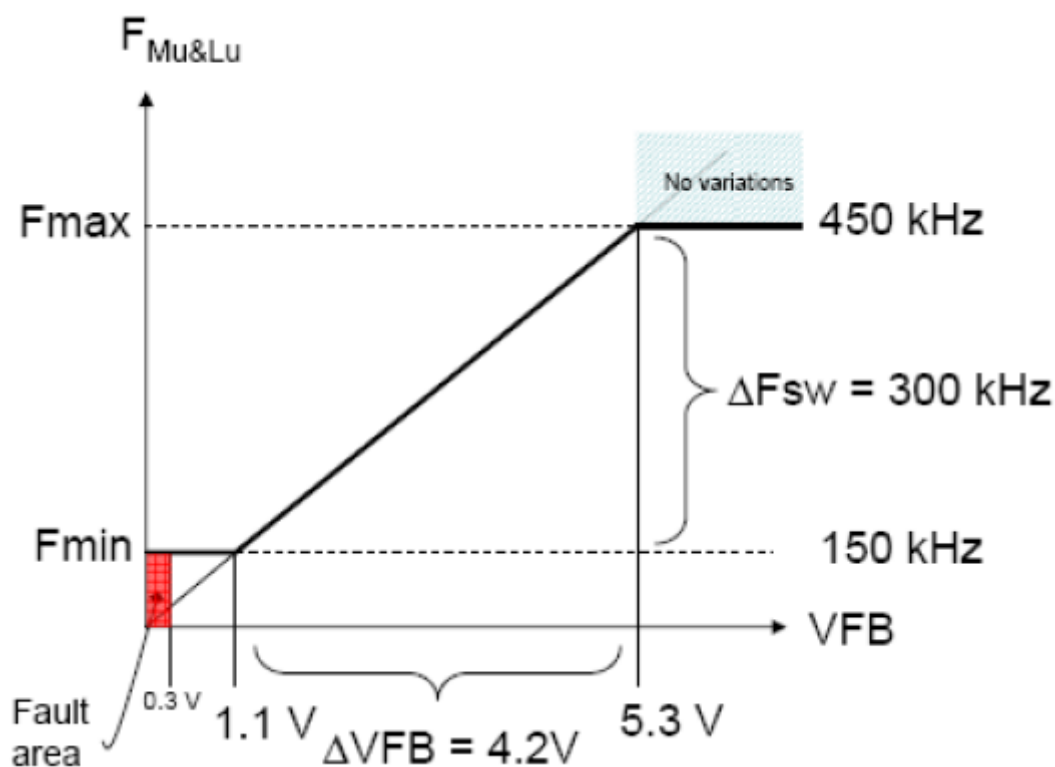 F Mu&Lu
No variations
Fmax
450 kHz
ΔFsw = 300 kHz
Fmin
150 kHz
VFB
0.3 V
1.1 V
5.3 V
ΔVFB = 4.2V
Fault
area